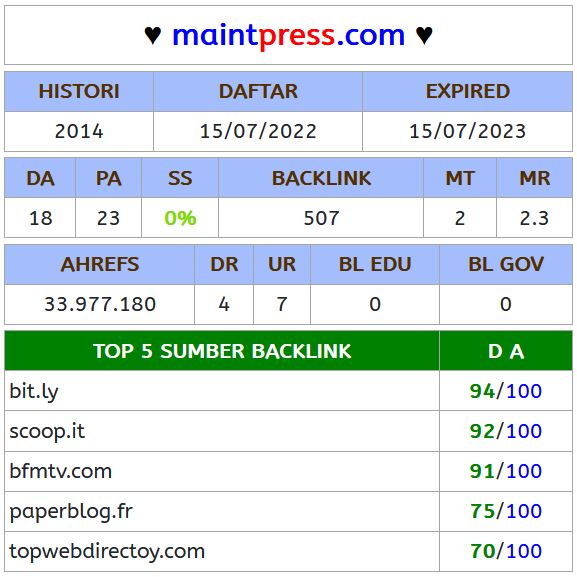 ♥ maintpress.com ♥
HISTORI DAFTAR EXPIRED
2014 15/07/2022 15/07/2023
DA PA SS BACKLINK MT MR
18 23 0% 507 2 2.3
AHREFS DR UR BL EDU BL GOV
33.977.180 4 7 0 0
TOP 5 SUMBER BACKLINK D A
bit.ly 94/100
scoop.it 92/100
bfmtv.com 91/100
paperblog.fr 75/100
topwebdirectoy.com 70/100